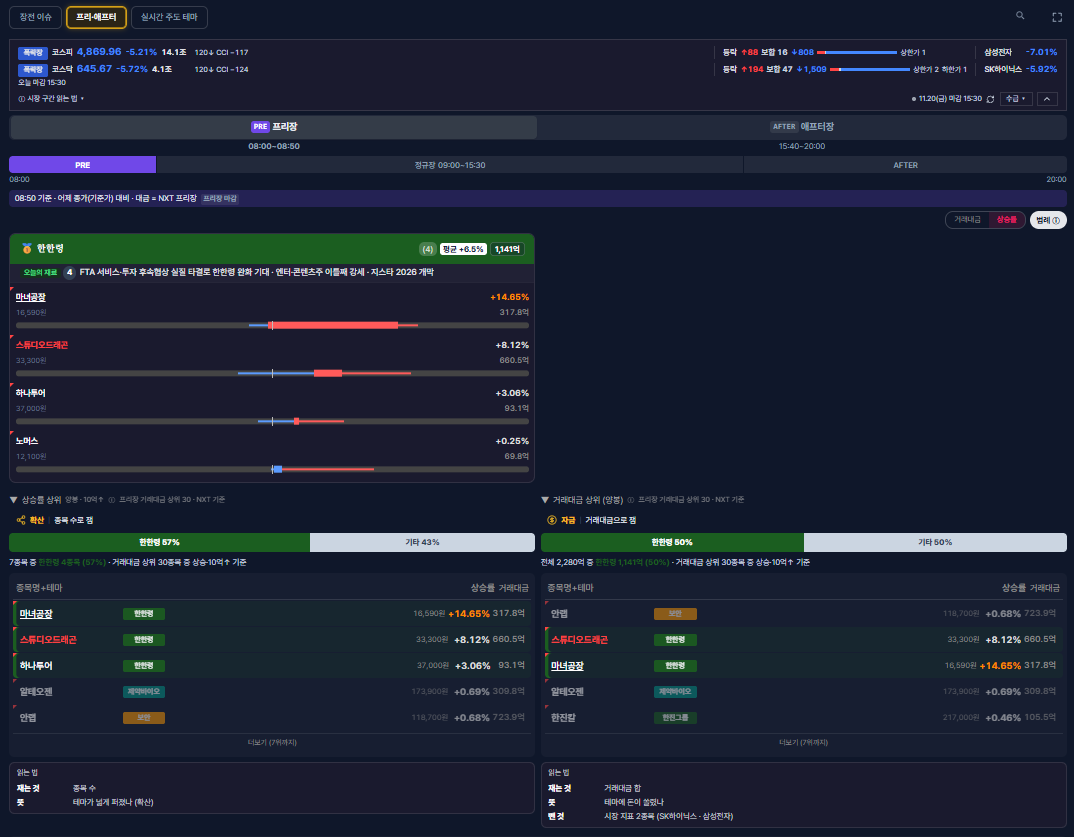 장전 이슈 프리·애프터 실시간 주도 테마
폭락장 코스피 4,869.96 -5.21% 14.1조 120↓ CCI -117
등락 ↑88 보합 16 ↓808 상한가 1 삼성전자 -7.01%
폭락장 코스닥 645.67 -5.72% 4.1조 120↓ CCI -124
등락 ↑194 보합 47 ↓1,509 상한가 2 하한가 1 SK하이닉스 -5.92%
오늘 마감 15:30
ⓘ 시장 구간 읽는 법 ▾
● 11.20(금) 마감 15:30 수급 ▾
PRE 프리장 AFTER 애프터장
08:00~08:50 15:40~20:00
PRE 정규장 09:00~15:30 AFTER
08:00 20:00
08:50 기준 · 어제 종가(기준가) 대비 · 대금 = NXT 프리장 프리장 마감
거래대금 상승률 범례 ⓘ
한한령 (4) 평균 +6.5% 1,141억
오늘의 재료 4 FTA 서비스·투자 후속협상 실질 타결로 한한령 완화 기대 · 엔터·콘텐츠주 이틀째 강세 · 지스타 2026 개막
마녀공장 +14.65%
16,590원 317.8억
스튜디오드래곤 +8.12%
33,300원 660.5억
하나투어 +3.06%
37,000원 93.1억
노머스 +0.25%
12,100원 69.8억
▼ 상승률 상위 양봉 · 10억↑ ⓘ 프리장 거래대금 상위 30 · NXT 기준
확산 종목 수로 잼
한한령 57% 기타 43%
7종목 중 한한령 4종목 (57%) · 거래대금 상위 30종목 중 상승·10억↑ 기준
종목명+테마 상승률 거래대금
마녀공장 한한령 16,590원 +14.65% 317.8억
스튜디오드래곤 한한령 33,300원 +8.12% 660.5억
하나투어 한한령 37,000원 +3.06% 93.1억
알테오젠 제약바이오 173,900원 +0.69% 309.8억
안랩 보안 118,700원 +0.68% 723.9억
더보기 (7위까지)
읽는 법
재는 것 종목 수
뜻 테마가 넓게 퍼졌나 (확산)
▼ 거래대금 상위 (양봉) ⓘ 프리장 거래대금 상위 30 · NXT 기준
자금 거래대금으로 잼
한한령 50% 기타 50%
전체 2,280억 중 한한령 1,141억 (50%) · 거래대금 상위 30종목 중 상승·10억↑ 기준
종목명+테마 상승률 거래대금
안랩 보안 118,700원 +0.68% 723.9억
스튜디오드래곤 한한령 33,300원 +8.12% 660.5억
마녀공장 한한령 16,590원 +14.65% 317.8억
알테오젠 제약바이오 173,900원 +0.69% 309.8억
한진칼 한진그룹 217,000원 +0.46% 105.5억
더보기 (7위까지)
읽는 법
재는 것 거래대금 합
뜻 테마에 돈이 쏠렸나
뺀 것 시장 지표 2종목 (SK하이닉스 · 삼성전자)